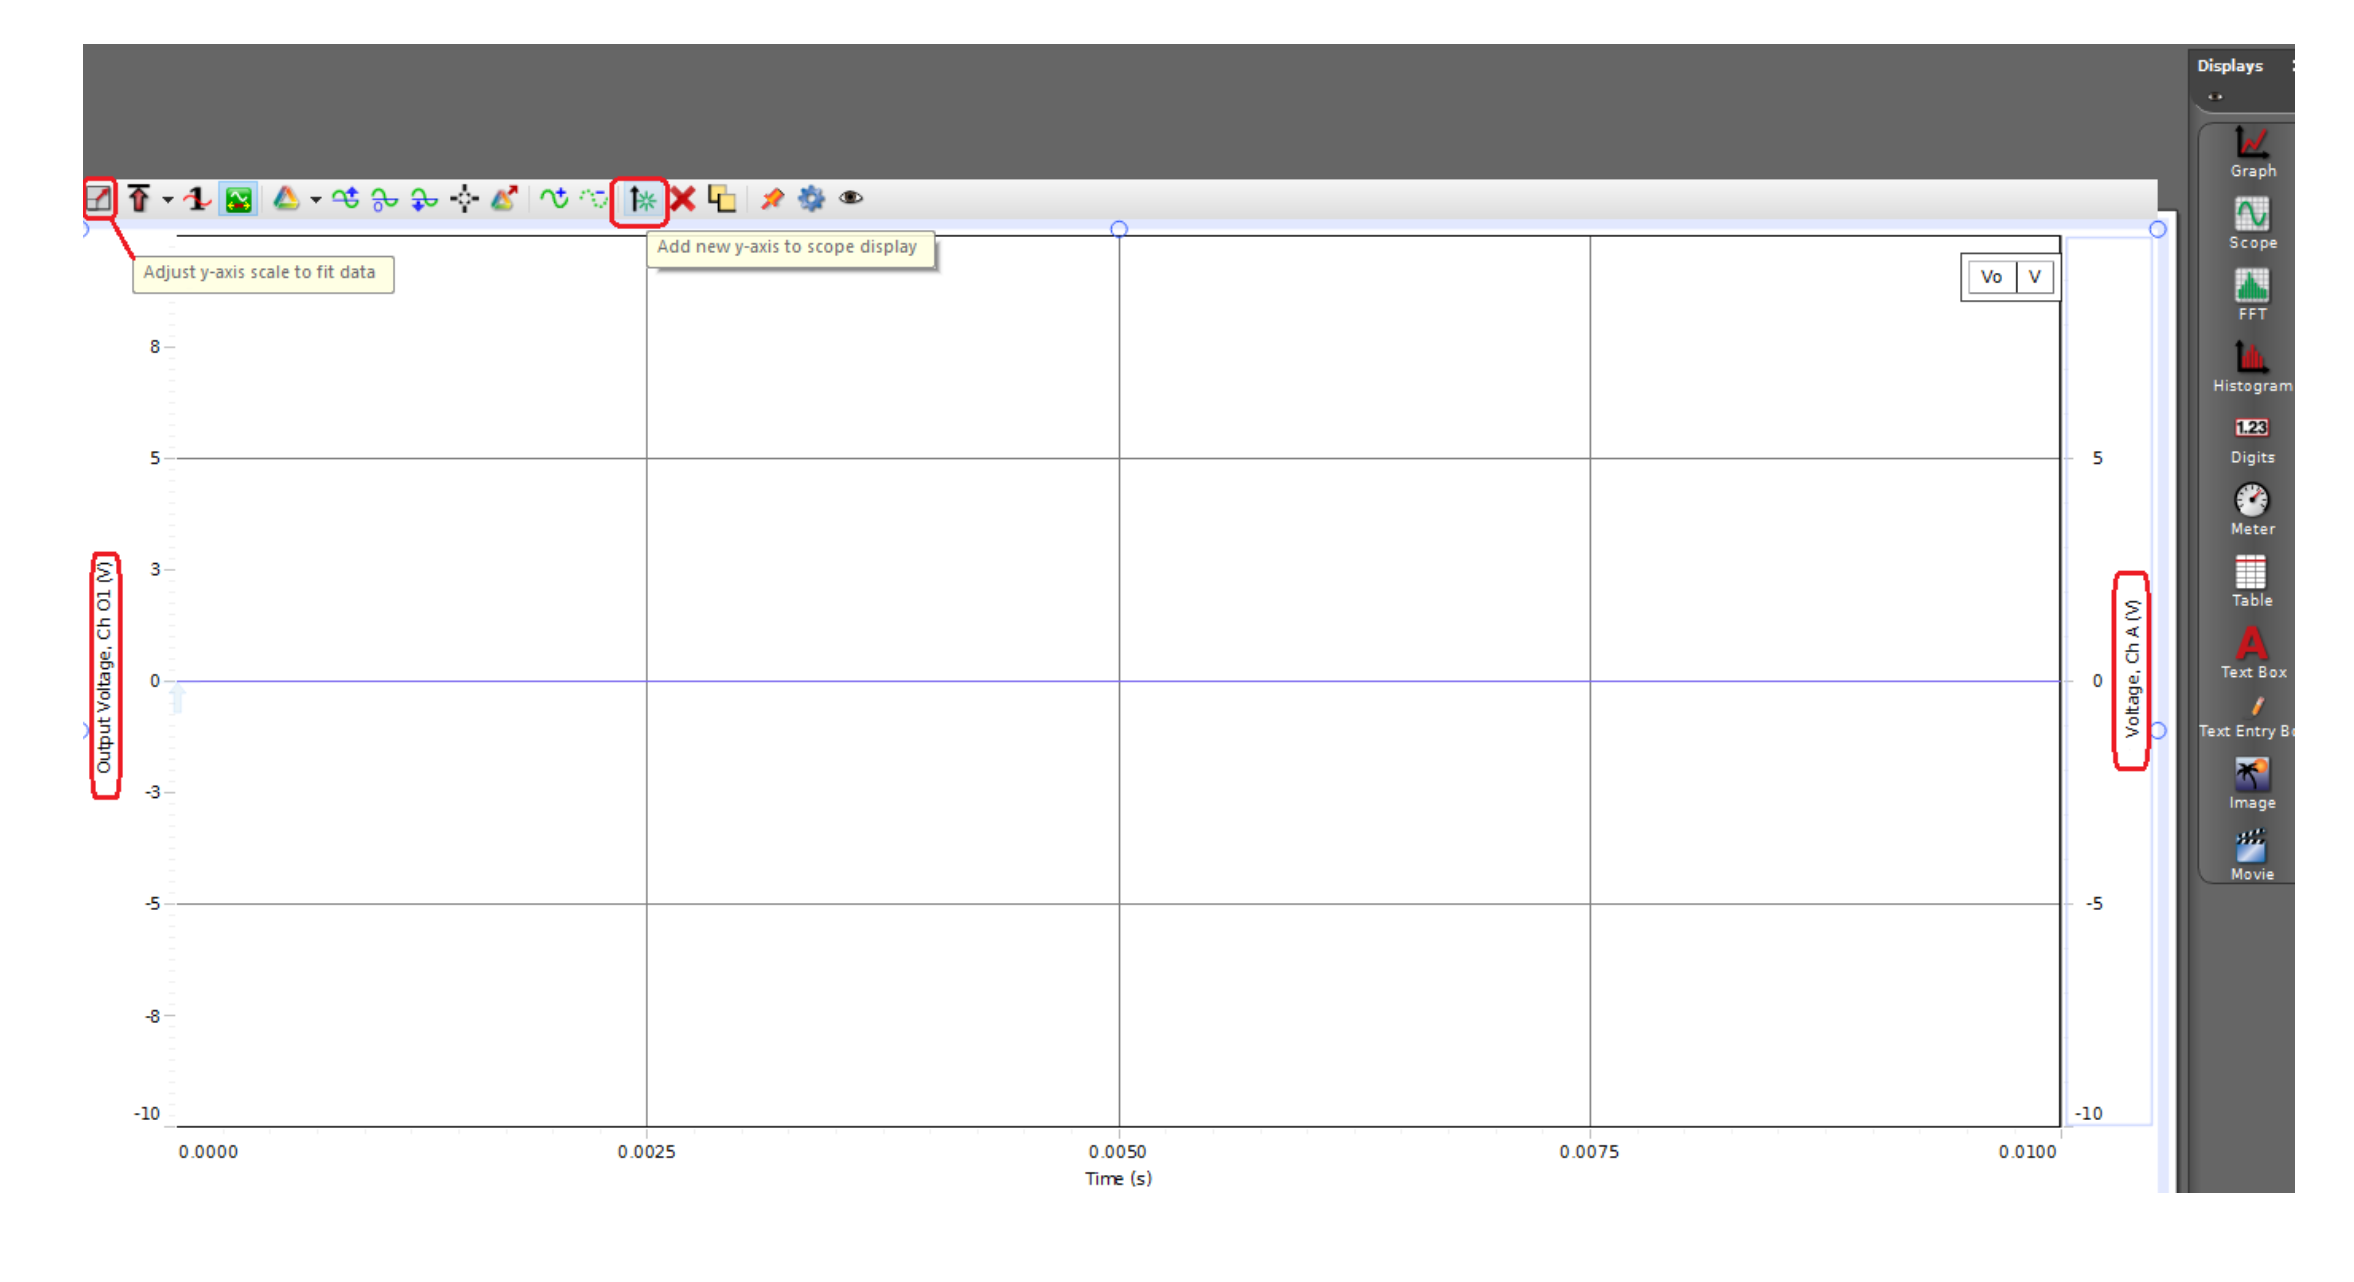 Displays
Graph
Scope
FFT
Histogram
1.23
Digits
Meter
Table
A
Text Box
Text Entry
Image
Movie
Add new y-axis to scope display
Adjust y-axis scale to fit data
Vo V
Output Voltage, Ch O1 (V)
8
5
3
0
-3
-5
-8
-10
5
0
-5
-10
Voltage, Ch A (V)
0.0000 0.0025 0.0050 0.0075 0.0100
Time (s)